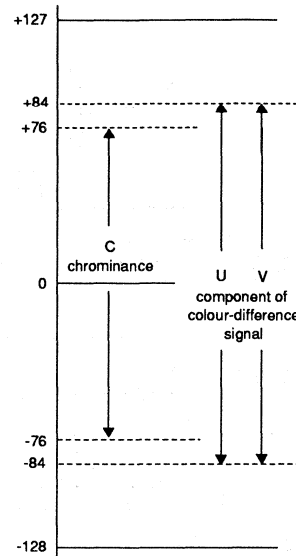 +127
+84
+76
C
chrominance
0
U V
component of
colour-difference
signal
-76
-84
-128